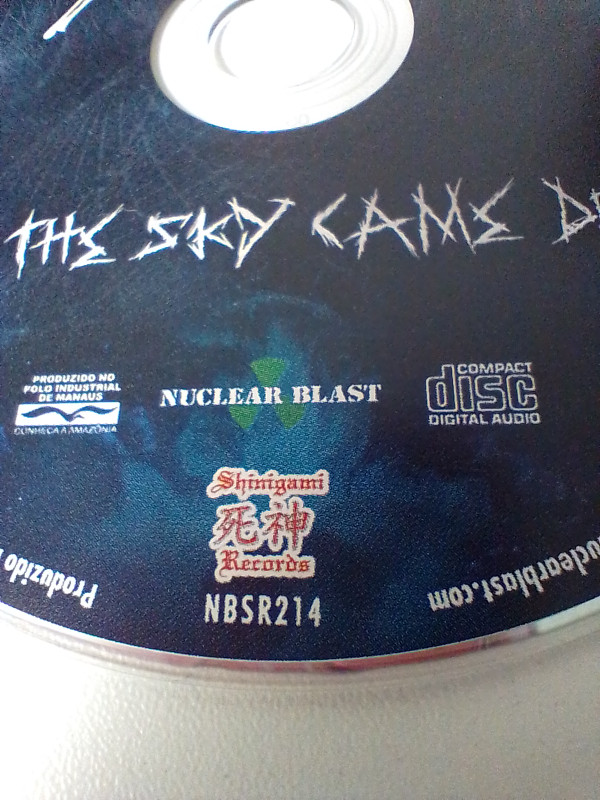 THE SKY CAME
PRODUZIDO NO
POLO INDUSTRIAL
DE MANAUS
CONHEÇA A AMAZÔNIA
NUCLEAR BLAST
COMPACT
disc
DIGITAL AUDIO
Shinigami
死神
Records
NBSR214
Produzido
nuclearblast.com